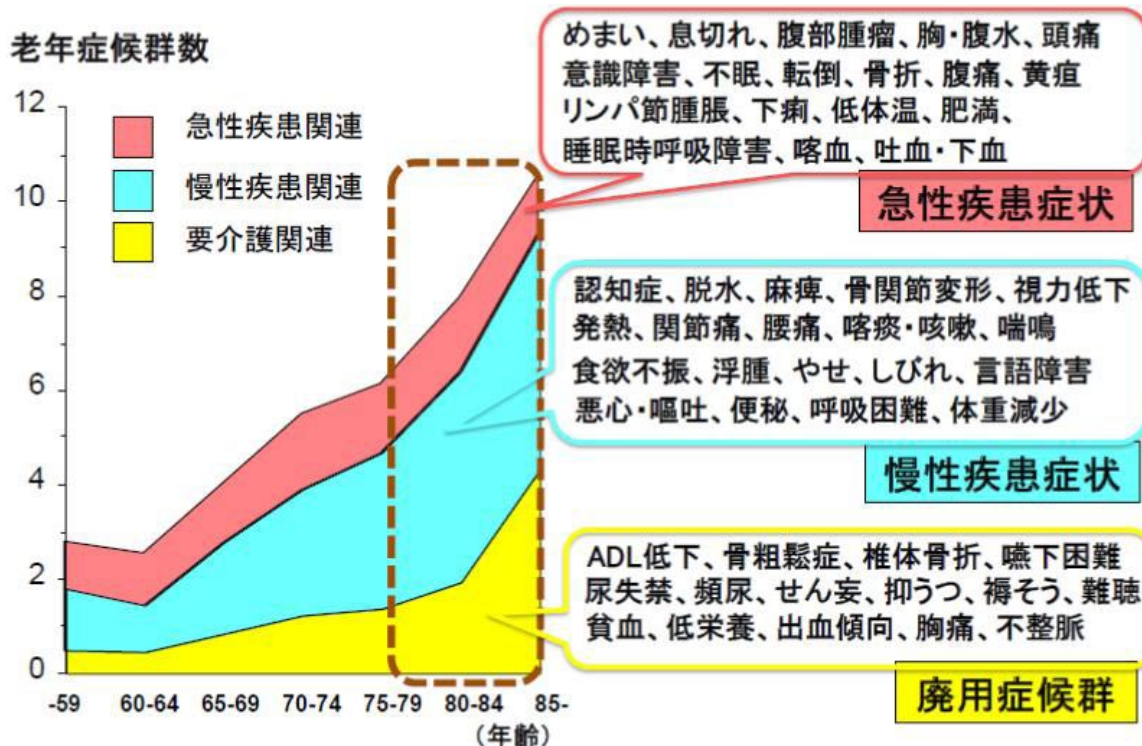 老年症候群数
12
10
8
6
4
2
0
急性疾患関連
慢性疾患関連
要介護関連
-59 60-64 65-69 70-74 75-79 80-84 85-
(年齢)
めまい、息切れ、腹部腫瘤、胸・腹水、頭痛
意識障害、不眠、転倒、骨折、腹痛、黄疸
リンパ節腫脹、下痢、低体温、肥満、
睡眠時呼吸障害、喀血、吐血・下血
急性疾患症状
認知症、脱水、麻痺、骨関節変形、視力低下
発熱、関節痛、腰痛、喀痰・咳嗽、喘鳴
食欲不振、浮腫、やせ、しびれ、言語障害
悪心・嘔吐、便秘、呼吸困難、体重減少
慢性疾患症状
ADL低下、骨粗鬆症、椎体骨折、嚥下困難
尿失禁、頻尿、せん妄、抑うつ、褥そう、難聴
貧血、低栄養、出血傾向、胸痛、不整脈
廃用症候群